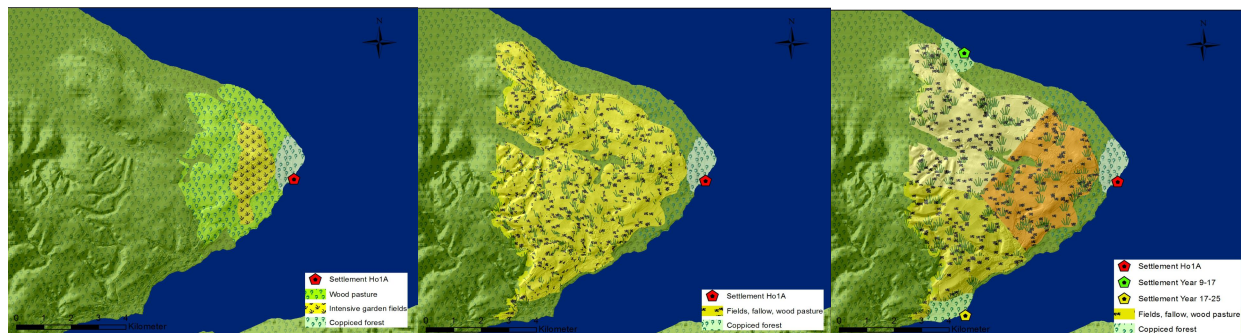 N
Settlement Ho1A
Wood pasture
Intensive garden fields
Coppiced forest
Kilometer
N
Settlement Ho1A
Fields, fallow, wood pasture
Coppiced forest
Kilometer
N
Settlement Ho1A
Settlement Year 9-17
Settlement Year 17-25
Fields, fallow, wood pasture
Coppiced forest
Kilometer